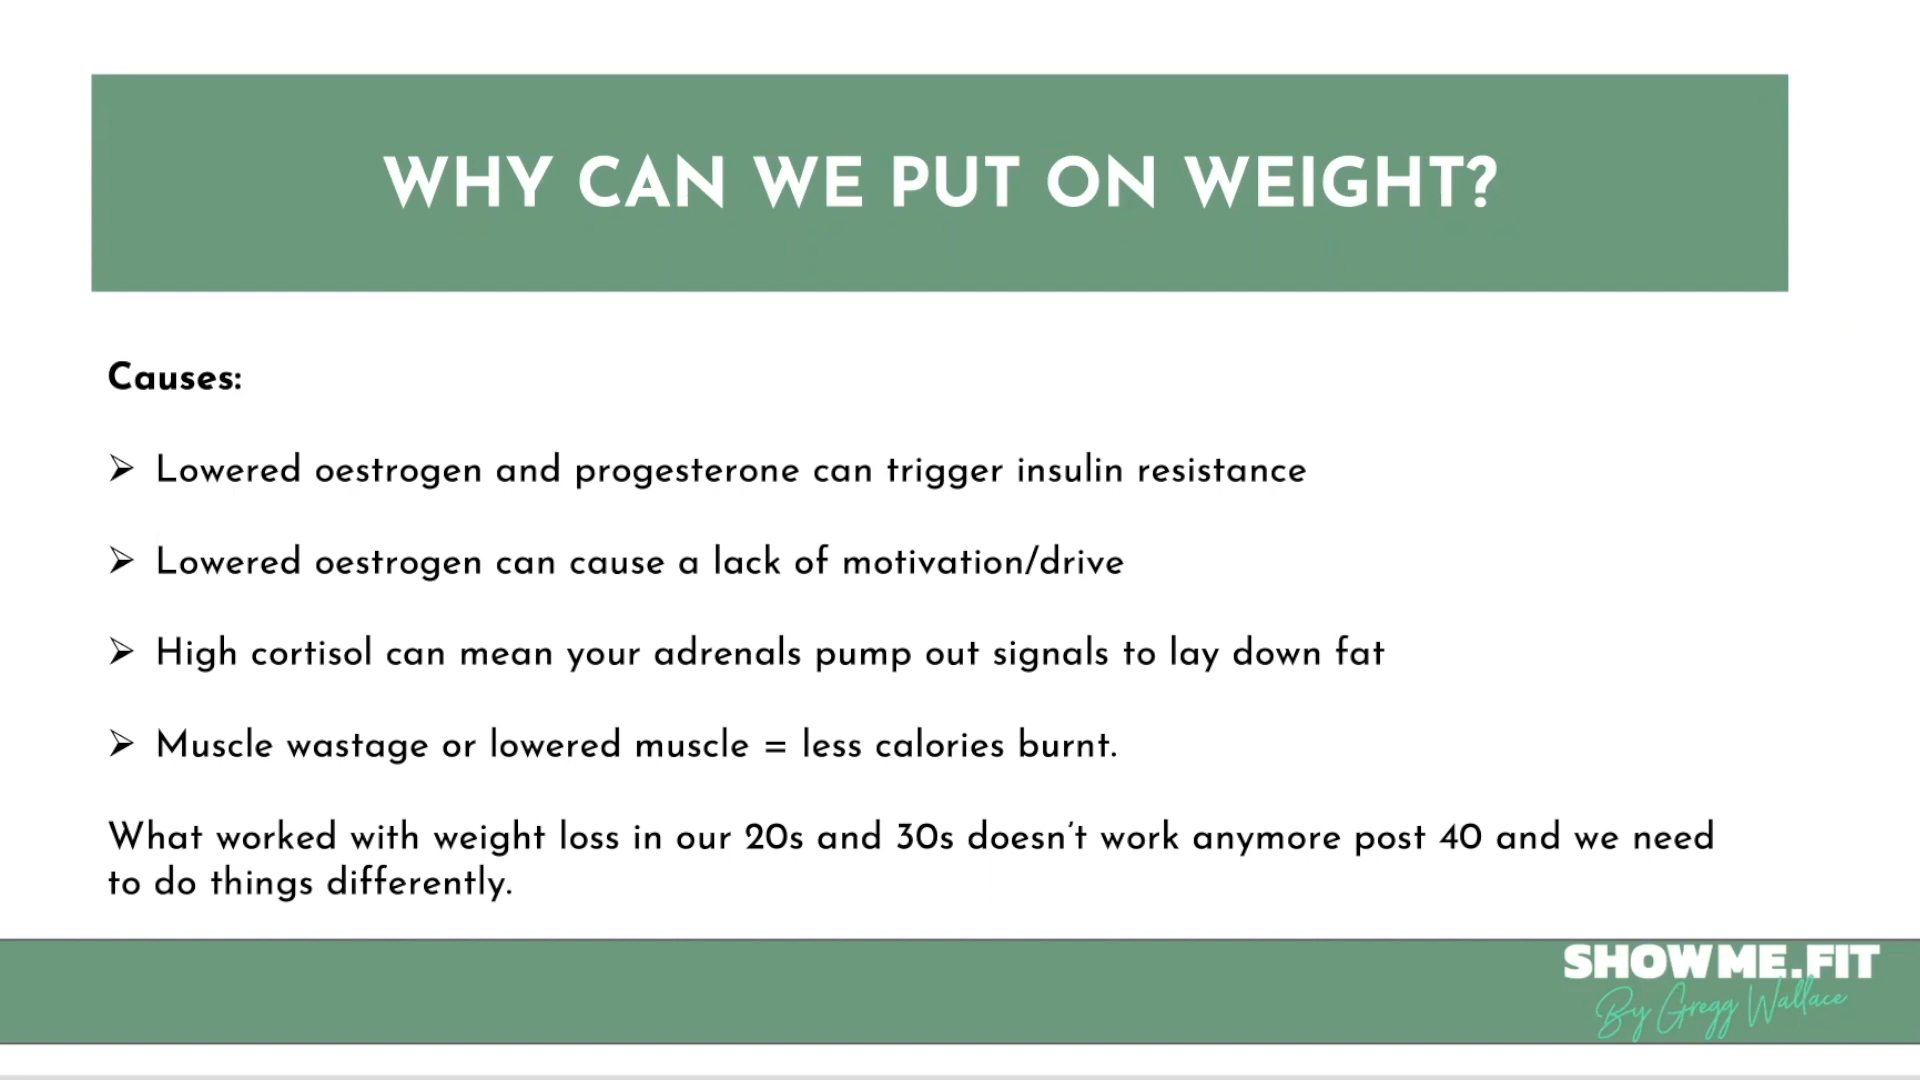 WHY CAN WE PUT ON WEIGHT?
Causes:
➢ Lowered oestrogen and progesterone can trigger insulin resistance
➢ Lowered oestrogen can cause a lack of motivation/drive
➢ High cortisol can mean your adrenals pump out signals to lay down fat
➢ Muscle wastage or lowered muscle = less calories burnt.
What worked with weight loss in our 20s and 30s doesn't work anymore post 40 and we need
to do things differently.
SHOWME.FIT
By Gregg Wallace